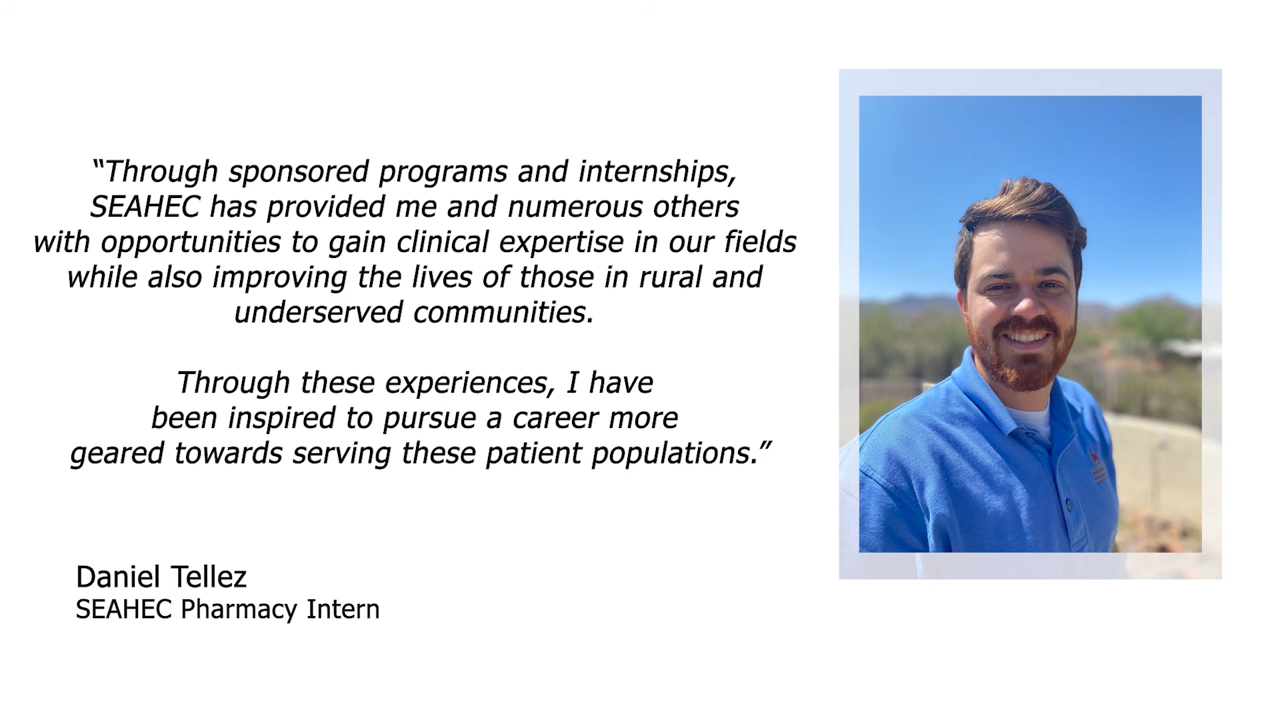 “Through sponsored programs and internships,
SEAHEC has provided me and numerous others
with opportunities to gain clinical expertise in our fields
while also improving the lives of those in rural and
underserved communities.
Through these experiences, I have
been inspired to pursue a career more
geared towards serving these patient populations.”
Daniel Tellez
SEAHEC Pharmacy Intern